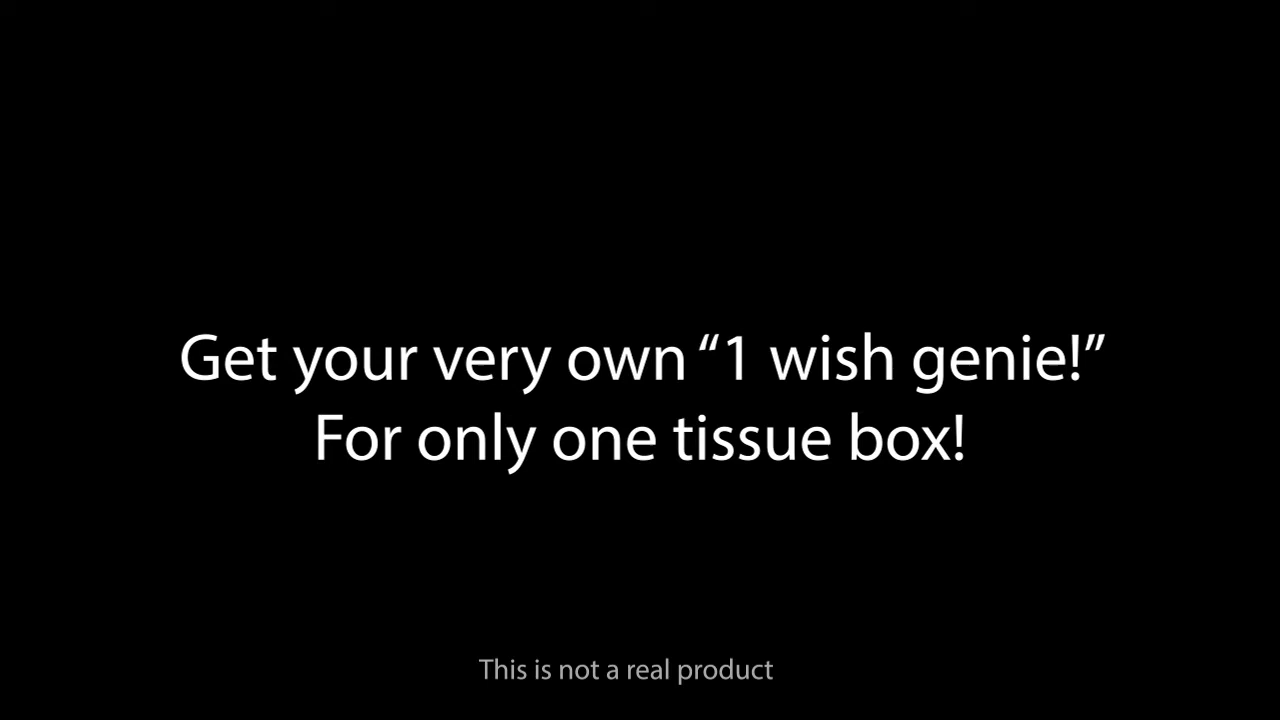 Get your very own “1 wish genie!”
For only one tissue box!
This is not a real product